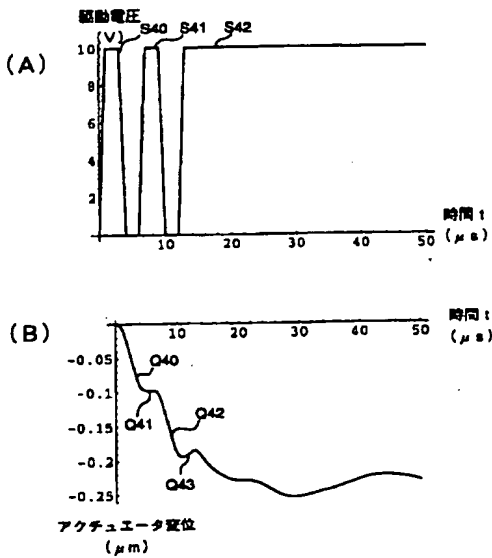 駆動電圧
(V)
S40
S41
S42
(A)
10
8
6
4
2
10
20
30
40
50
時間 t
(μs)
(B)
10
20
30
40
50
時間 t
(μs)
-0.05
-0.1
-0.15
-0.2
-0.25
Q40
Q41
Q42
Q43
アクチュエータ変位
(μm)